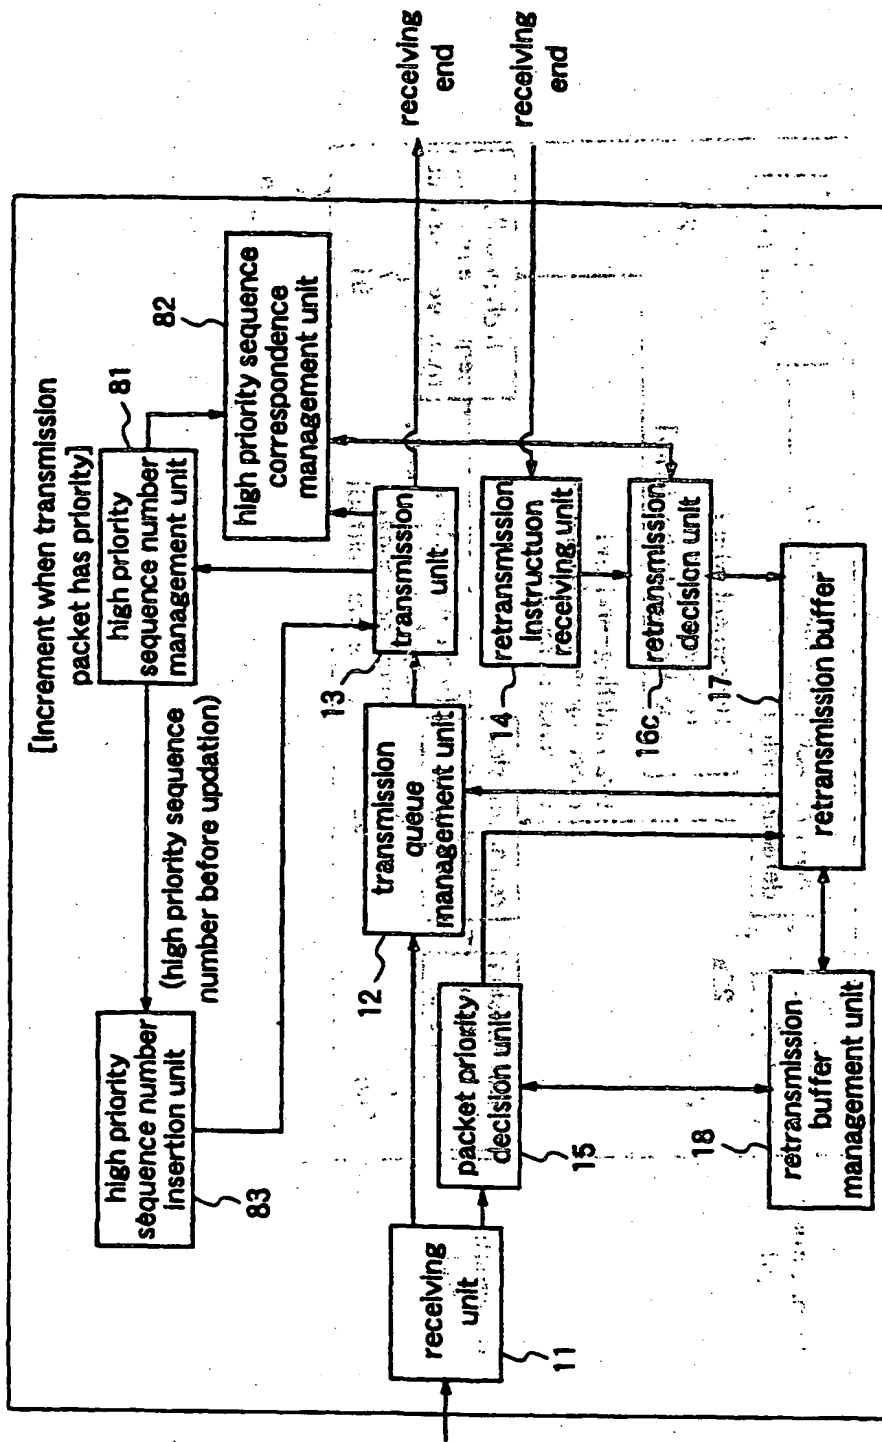 [increment when transmission
packet has priority]
81
high priority
sequence number
management unit
82
high priority sequence
correspondence
management unit
(high priority sequence
number before updation)
high priority
sequence number
insertion unit
83
receiving
end
receiving
end
13
transmission
unit
12
transmission
queue
management unit
14
retransmission
instructuon
receiving unit
16c
retransmission
decision unit
receiving
unit
11
packet priority
decision unit
15
17
retransmission buffer
18
retransmission
buffer
management unit